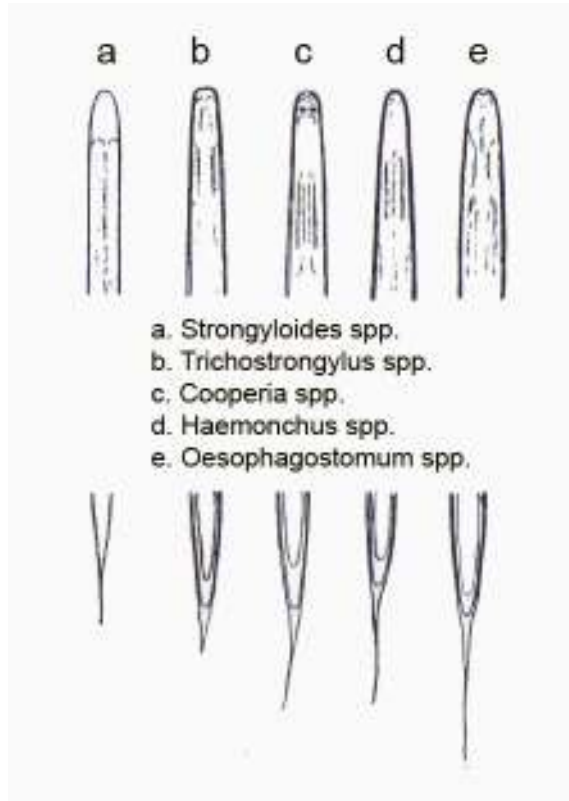 a b c d e
a. Strongyloides spp.
b. Trichostrongylus spp.
c. Cooperia spp.
d. Haemonchus spp.
e. Oesophagostomum spp.